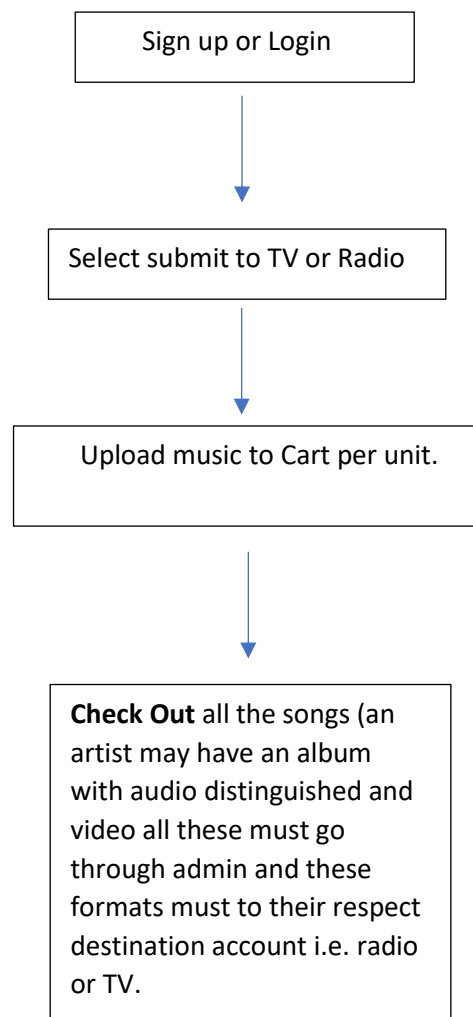 Sign up or Login
Select submit to TV or Radio
Upload music to Cart per unit.
Check Out all the songs (an
artist may have an album
with audio distinguished and
video all these must go
through admin and these
formats must to their respect
destination account i.e. radio
or TV.